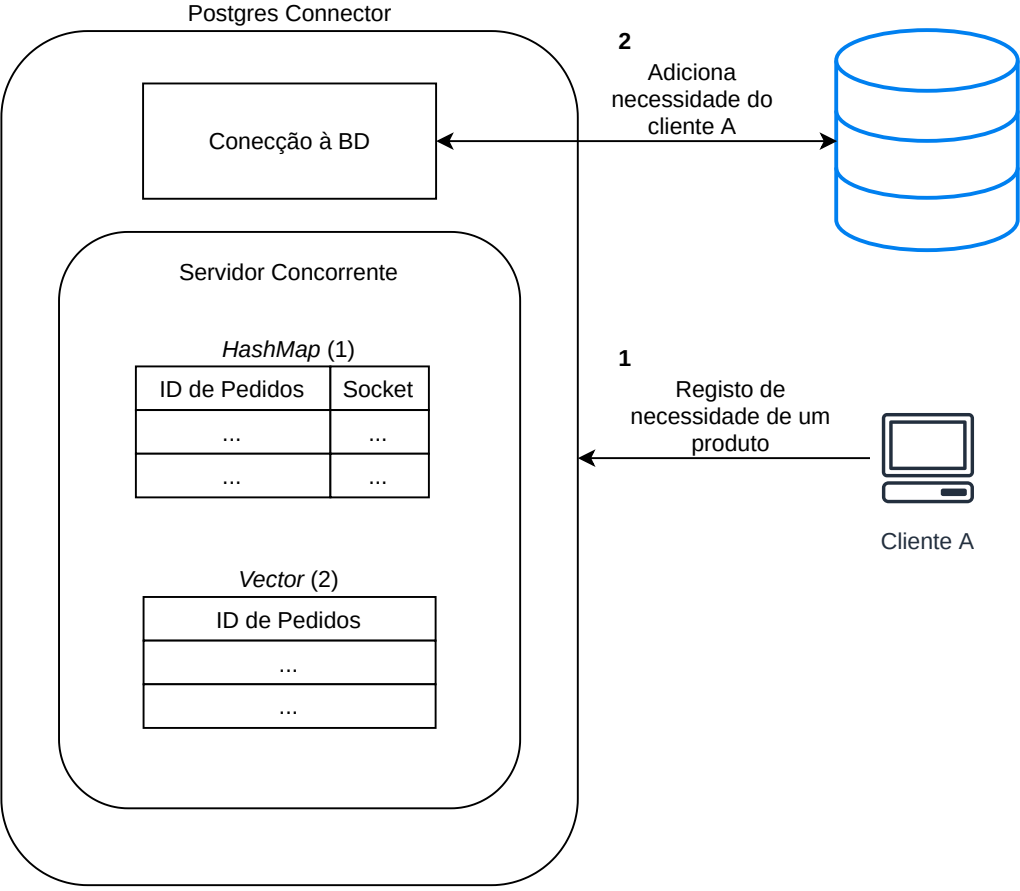 Postgres Connector
2
Adiciona
necessidade do
cliente A
Conecção à BD
Servidor Concorrente
HashMap (1)
ID de Pedidos Socket
... ...
... ...
1
Registo de
necessidade de um
produto
Cliente A
Vector (2)
ID de Pedidos
...
...